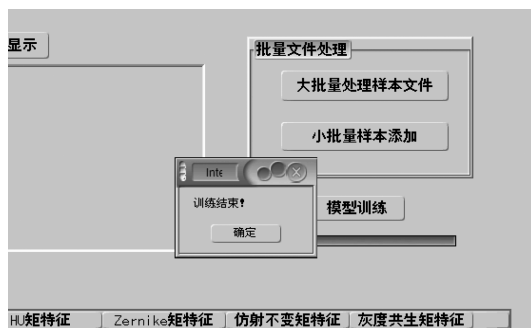 显示
批量文件处理
大批量处理样本文件
小批量样本添加
Inte
训练结束!
确定
模型训练
HU矩特征 Zernike矩特征 仿射不变矩特征 灰度共生矩特征